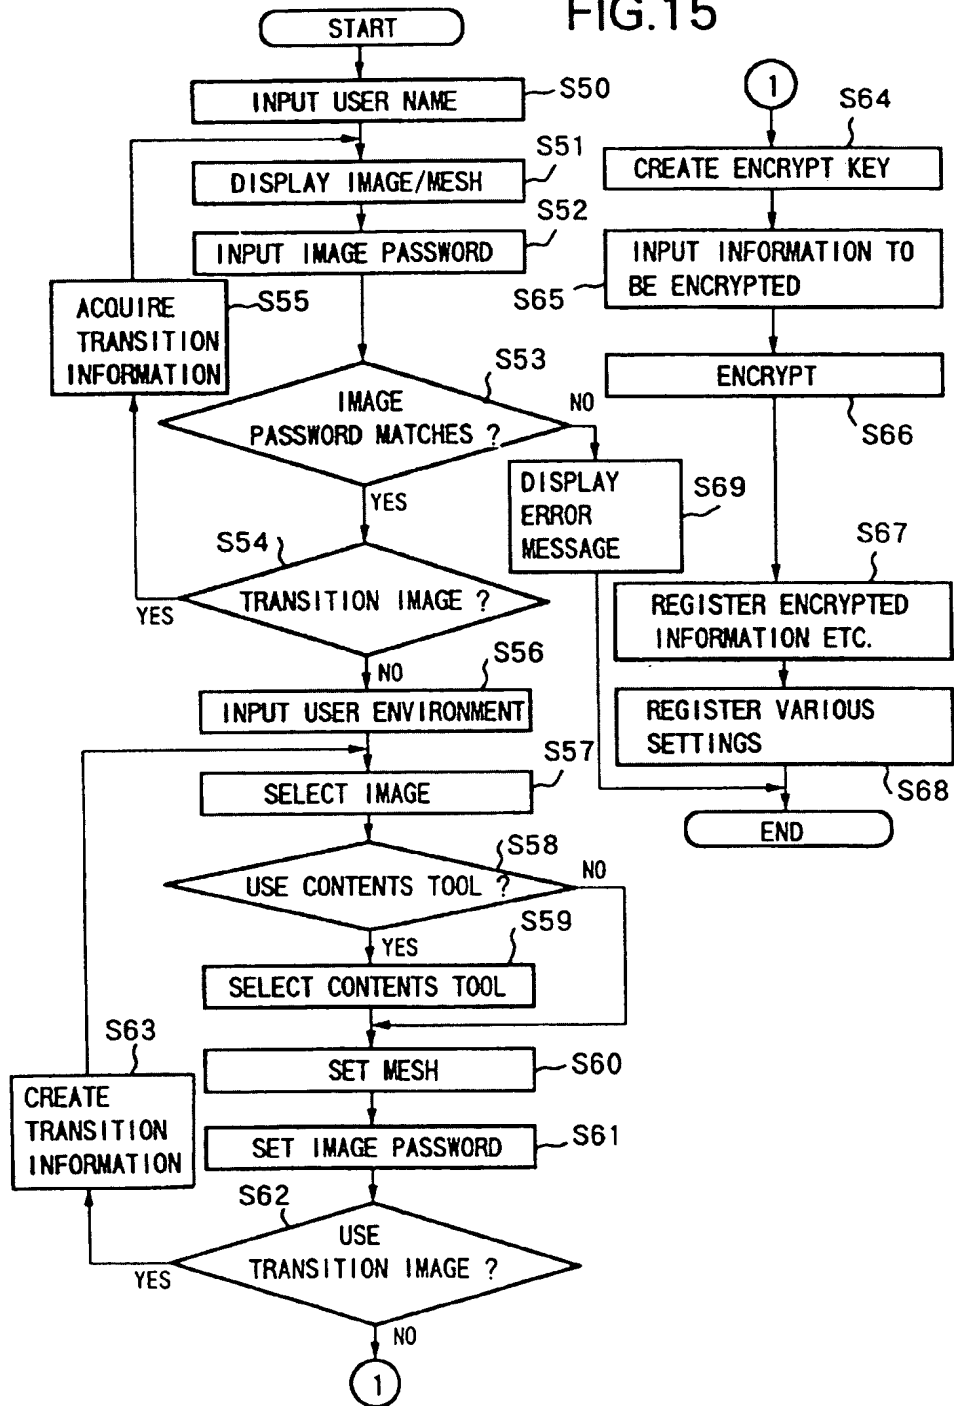 FIG.15
START
INPUT USER NAME
S50
DISPLAY IMAGE/MESH
S51
INPUT IMAGE PASSWORD
S52
ACQUIRE
TRANSITION
INFORMATION
S55
IMAGE
PASSWORD MATCHES ?
S53
NO
YES
DISPLAY
ERROR
MESSAGE
S69
TRANSITION IMAGE ?
S54
YES
NO
INPUT USER ENVIRONMENT
S56
SELECT IMAGE
S57
USE CONTENTS TOOL ?
S58
NO
YES
SELECT CONTENTS TOOL
S59
SET MESH
S60
SET IMAGE PASSWORD
S61
CREATE
TRANSITION
INFORMATION
S63
USE
TRANSITION IMAGE ?
S62
YES
NO
1
1
CREATE ENCRYPT KEY
S64
INPUT INFORMATION TO
BE ENCRYPTED
S65
ENCRYPT
S66
REGISTER ENCRYPTED
INFORMATION ETC.
S67
REGISTER VARIOUS
SETTINGS
S68
END